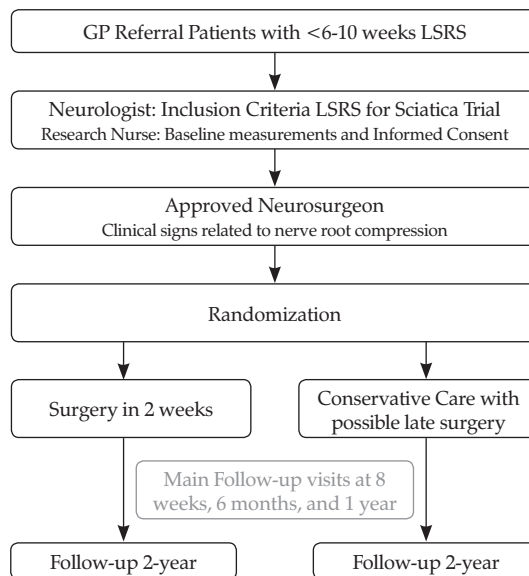 GP Referral Patients with <6-10 weeks LSRS
Neurologist: Inclusion Criteria LSRS for Sciatica Trial
Research Nurse: Baseline measurements and Informed Consent
Approved Neurosurgeon
Clinical signs related to nerve root compression
Randomization
Surgery in 2 weeks
Conservative Care with
possible late surgery
Main Follow-up visits at 8
weeks, 6 months, and 1 year
Follow-up 2-year
Follow-up 2-year